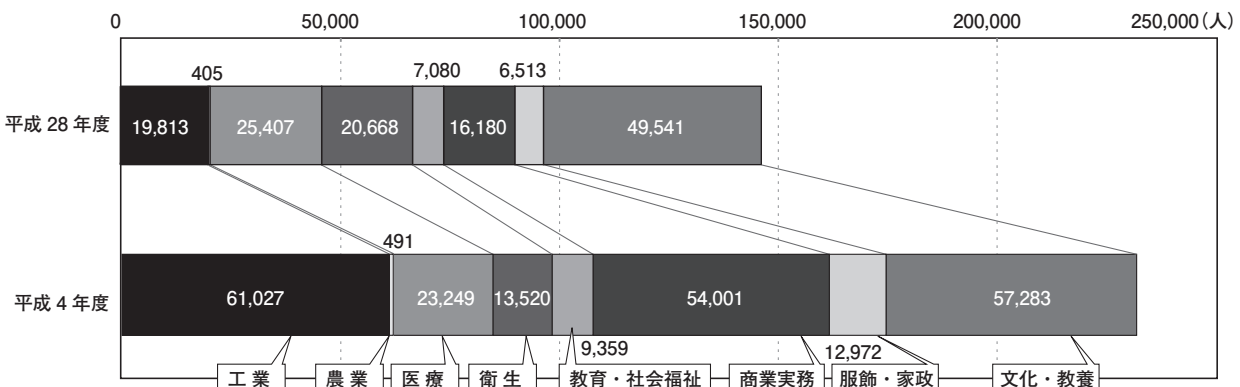 0 50,000 100,000 150,000 200,000 250,000(人)
405 7,080 6,513
平成 28 年度 19,813 25,407 20,668 16,180 49,541
491
平成 4 年度 61,027 23,249 13,520 54,001 57,283
9,359 12,972
工 業 農 業 医 療 衛 生 教育・社会福祉 商業実務 服飾・家政 文化・教養